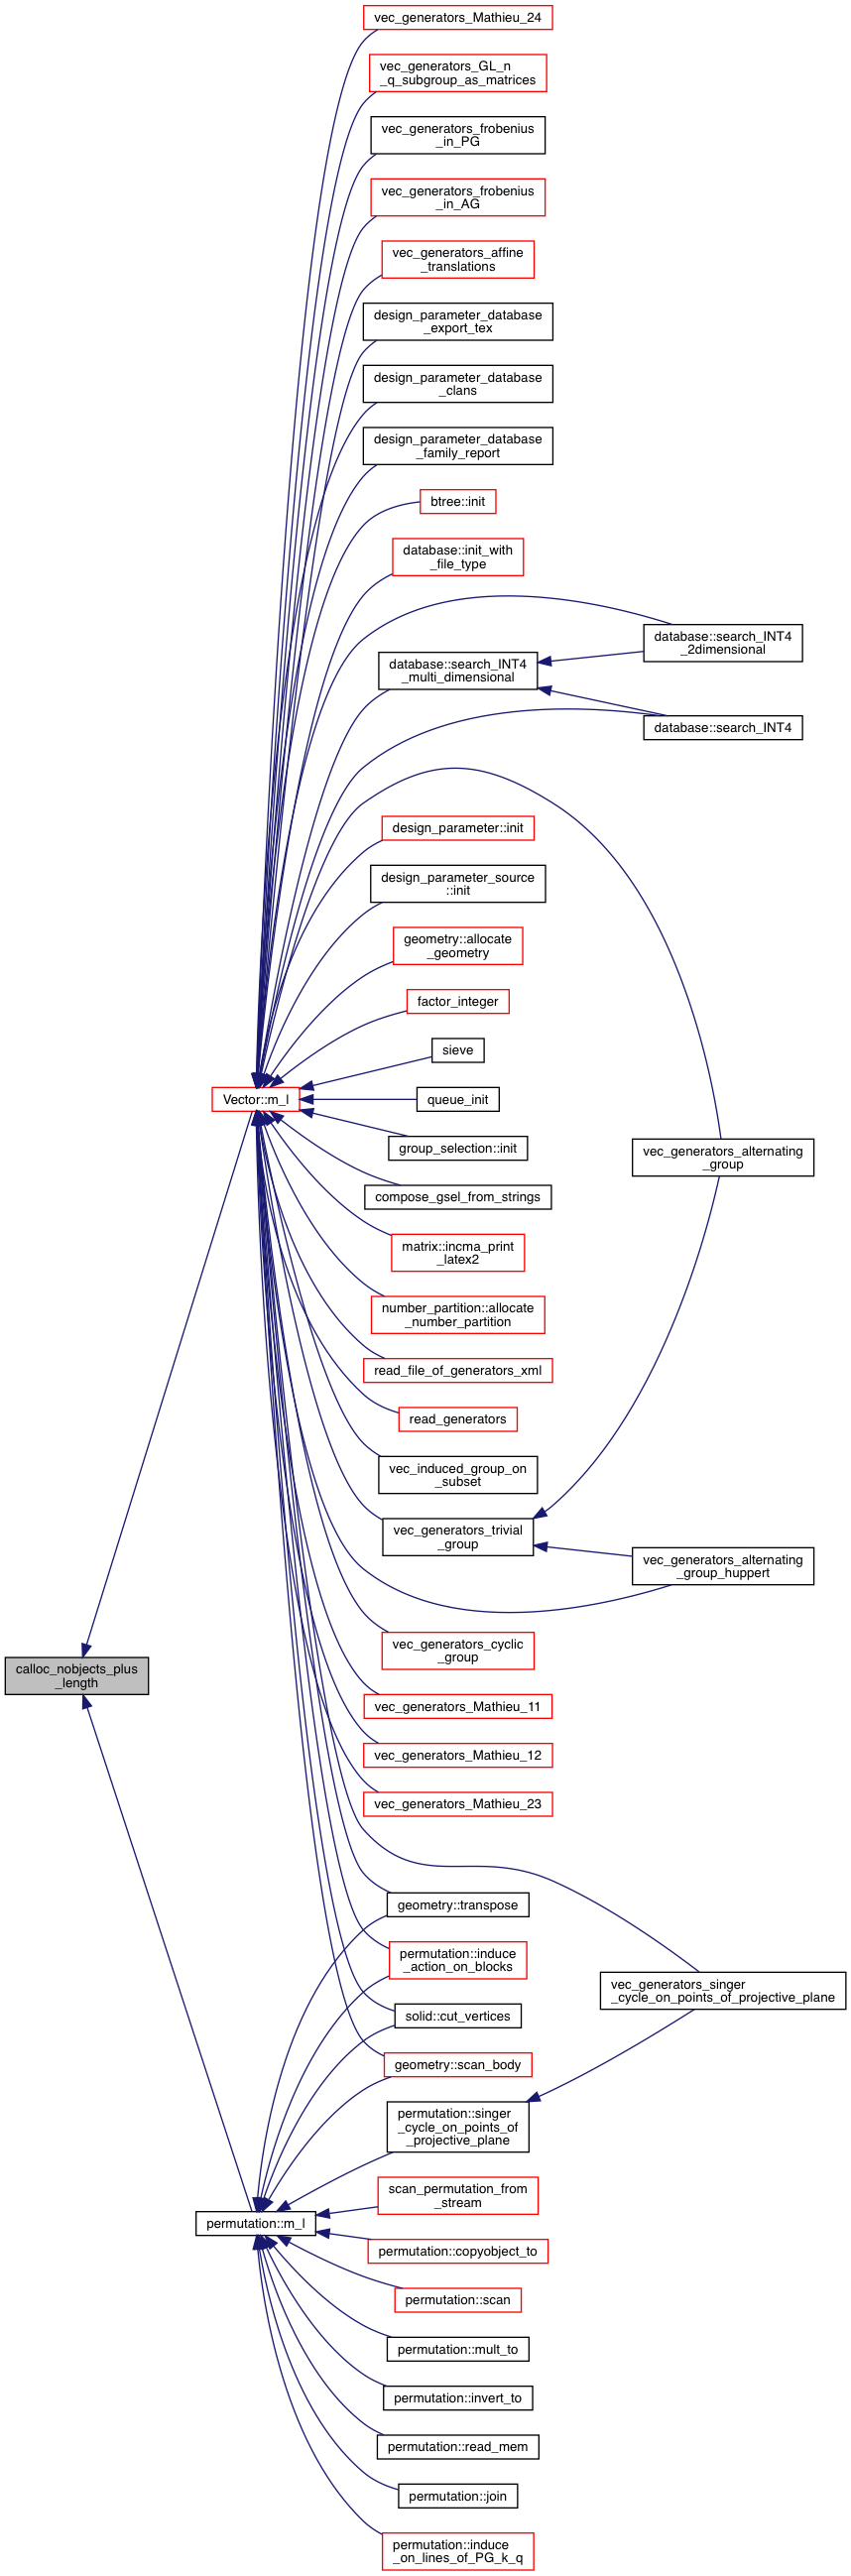 vec_generators_Mathieu_24
vec_generators_GL_n
_q_subgroup_as_matrices
vec_generators_frobenius
_in_PG
vec_generators_frobenius
_in_AG
vec_generators_affine
_translations
design_parameter_database
_export_tex
design_parameter_database
_clans
design_parameter_database
_family_report
btree::init
database::init_with
_file_type
database::search_INT4
_2dimensional
database::search_INT4
_multi_dimensional
database::search_INT4
design_parameter::init
design_parameter_source
::init
geometry::allocate
_geometry
factor_integer
sieve
Vector::m_l
queue_init
group_selection::init
vec_generators_alternating
_group
compose_gsel_from_strings
matrix::incma_print
_latex2
number_partition::allocate
_number_partition
read_file_of_generators_xml
read_generators
vec_induced_group_on
_subset
vec_generators_trivial
_group
vec_generators_alternating
_group_huppert
vec_generators_cyclic
_group
calloc_nobjects_plus
_length
vec_generators_Mathieu_11
vec_generators_Mathieu_12
vec_generators_Mathieu_23
geometry::transpose
permutation::induce
_action_on_blocks
vec_generators_singer
_cycle_on_points_of_projective_plane
solid::cut_vertices
geometry::scan_body
permutation::singer
_cycle_on_points_of
_projective_plane
scan_permutation_from
_stream
permutation::m_l
permutation::copyobject_to
permutation::scan
permutation::mult_to
permutation::invert_to
permutation::read_mem
permutation::join
permutation::induce
_on_lines_of_PG_k_q